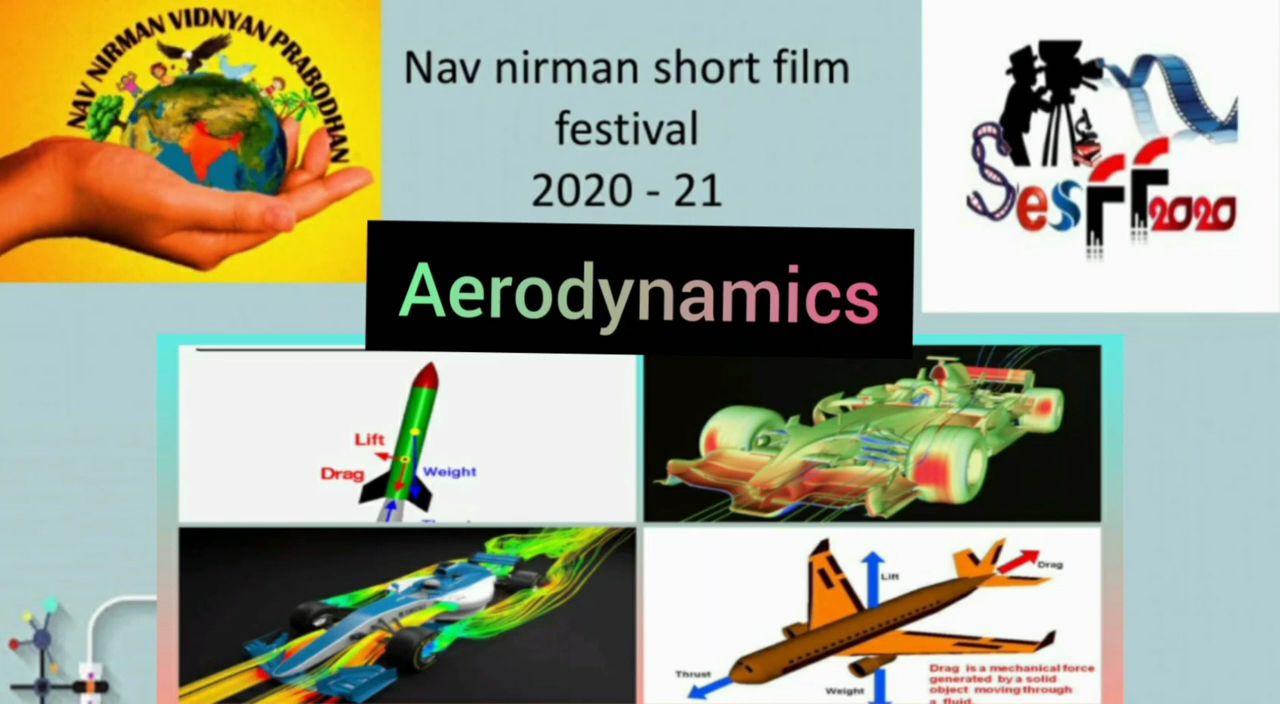 NAV NIRMAN VIDNYAN PRABODHAN
Nav nirman short film
festival
2020 - 21
SesFF2020
Aerodynamics
Lift
Drag
Weight
Lift
Drag
Thrust
Weight
Drag is a mechanical force
generated by a solid
object moving through
a fluid.